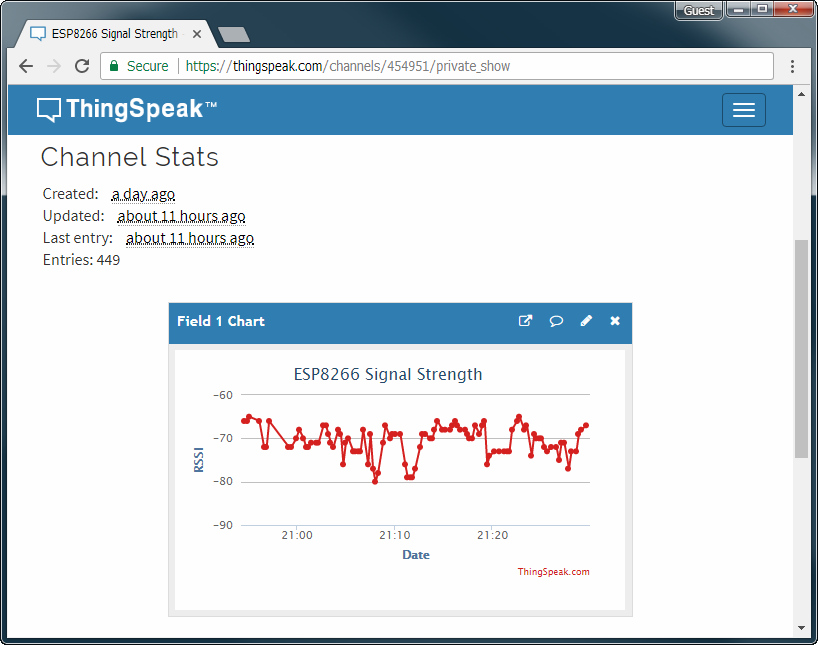 Guest
ESP8266 Signal Strength
Secure https://thingspeak.com/channels/454951/private_show
ThingSpeak™
Channel Stats
Created: a day ago
Updated: about 11 hours ago
Last entry: about 11 hours ago
Entries: 449
Field 1 Chart
ESP8266 Signal Strength
RSSI
−60
−70
−80
−90
21:00 21:10 21:20
Date
ThingSpeak.com